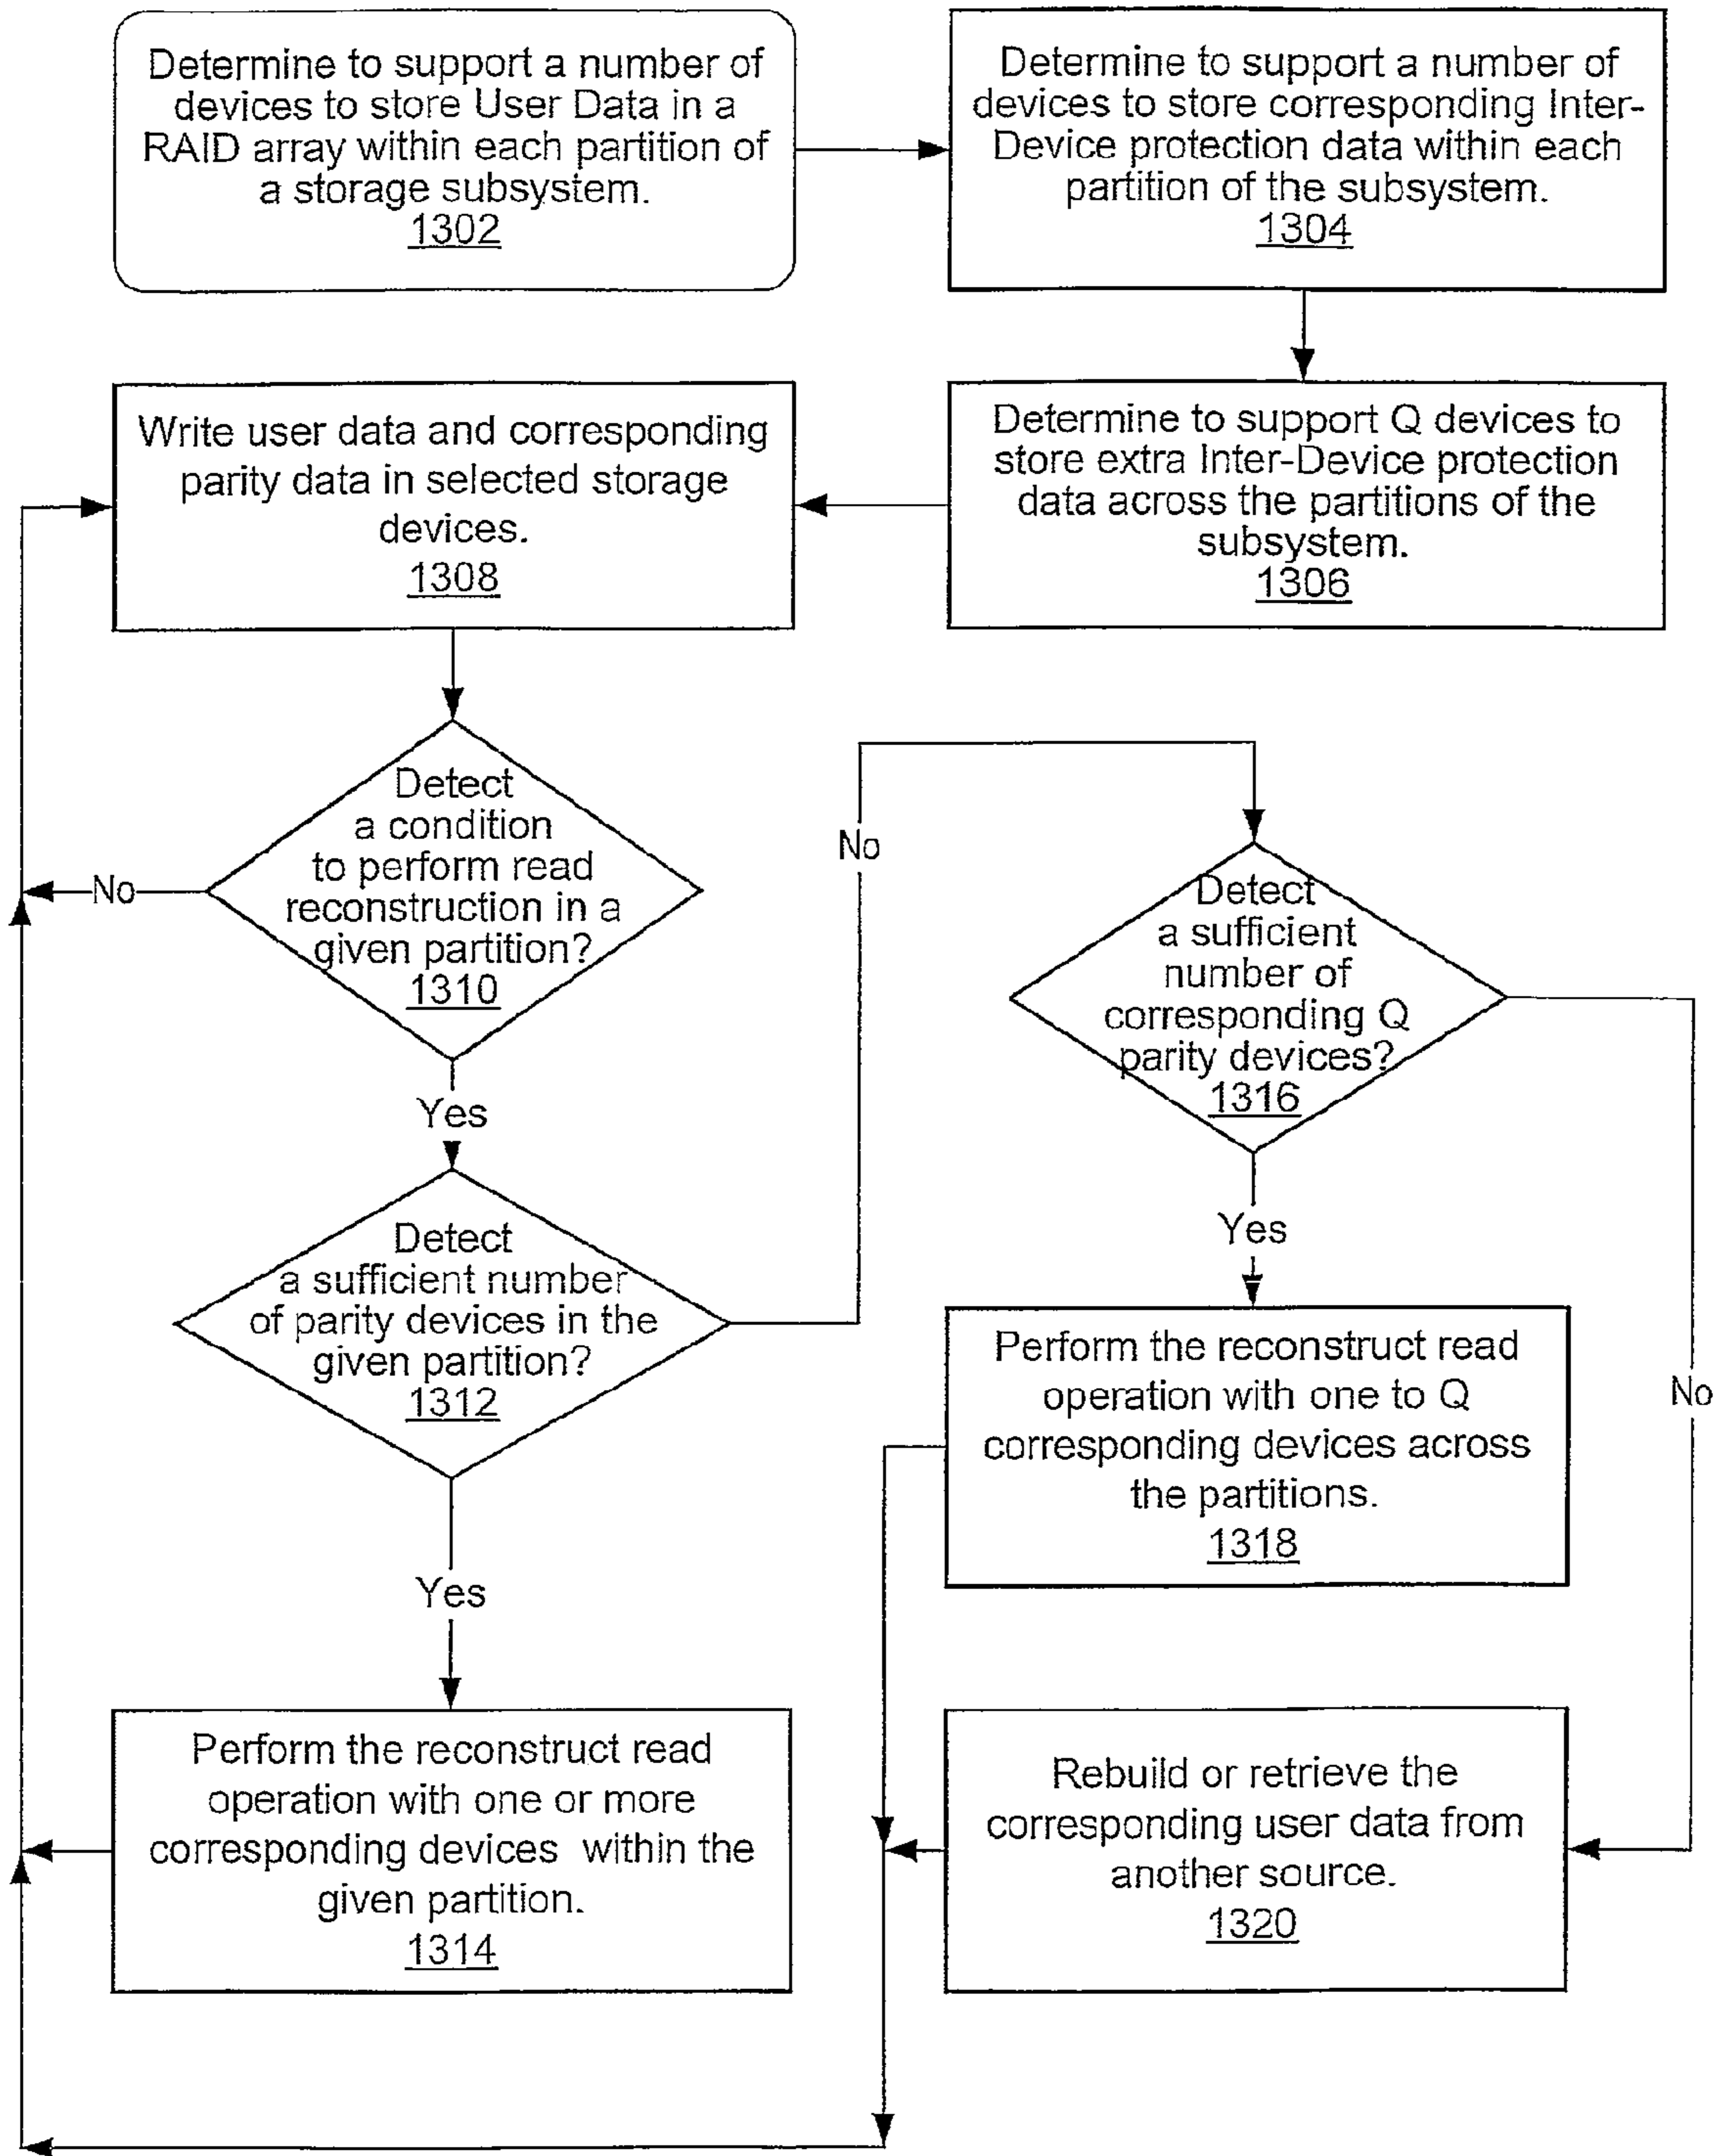 Determine to support a number of
devices to store User Data in a
RAID array within each partition of
a storage subsystem.
1302
Determine to support a number of
devices to store corresponding Inter-
Device protection data within each
partition of the subsystem.
1304
Write user data and corresponding
parity data in selected storage
devices.
1308
Determine to support Q devices to
store extra Inter-Device protection
data across the partitions of the
subsystem.
1306
Detect
a condition
to perform read
reconstruction in a
given partition?
1310
No
Yes
No
Detect
a sufficient
number of
corresponding Q
parity devices?
1316
Yes
No
Detect
a sufficient number
of parity devices in the
given partition?
1312
Yes
Perform the reconstruct read
operation with one to Q
corresponding devices across
the partitions.
1318
Perform the reconstruct read
operation with one or more
corresponding devices within the
given partition.
1314
Rebuild or retrieve the
corresponding user data from
another source.
1320